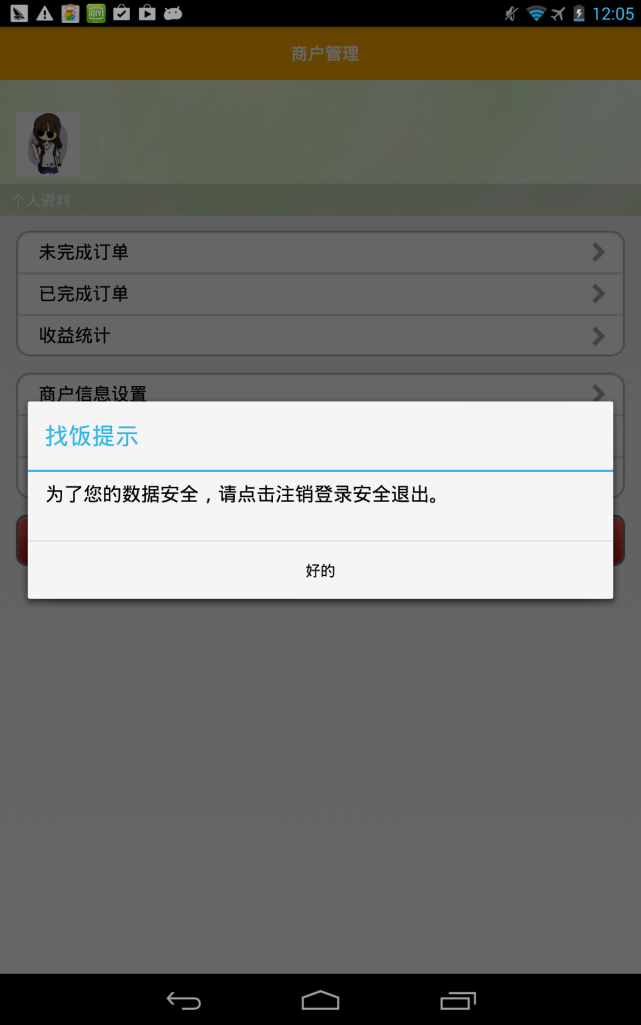 12:05
商户管理
个人资料
未完成订单
已完成订单
收益统计
商户信息设置
找饭提示
为了您的数据安全，请点击注销登录安全退出。
好的